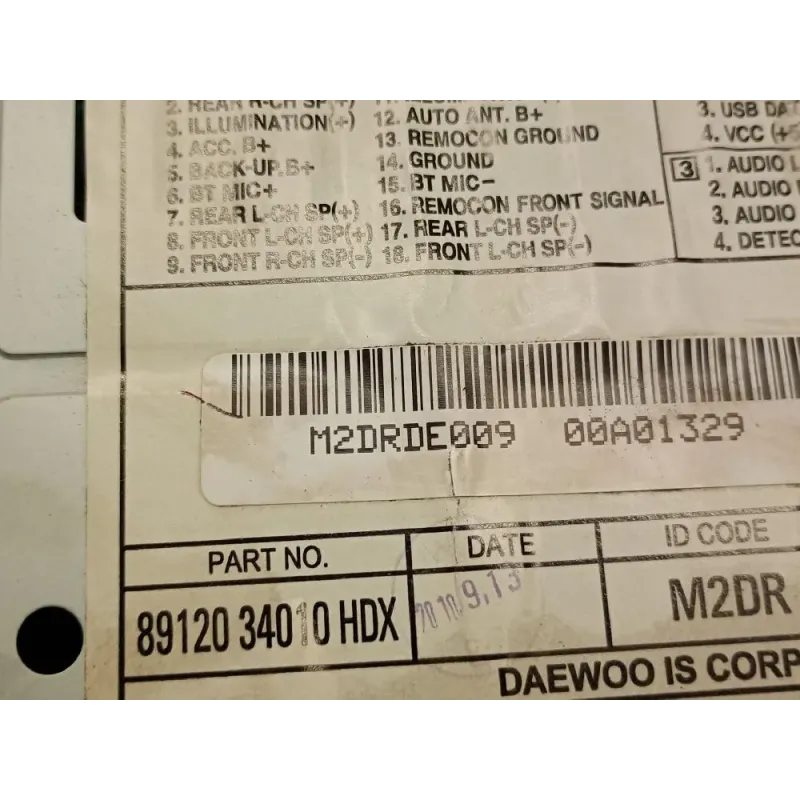 2. REAR R-CH SP(+)
3. ILLUMINATION(+)
4. ACC. B+
5. BACK-UP.B+
6. BT MIC+
7. REAR L-CH SP(+)
8. FRONT L-CH SP(+)
9. FRONT R-CH SP(-)
12. AUTO ANT. B+
13. REMOCON GROUND
14. GROUND
15. BT MIC-
16. REMOCON FRONT SIGNAL
17. REAR L-CH SP(-)
18. FRONT L-CH SP(-)
3. USB DAT
4. VCC (+5
3 1. AUDIO L
2. AUDIO
3. AUDIO
4. DETEC
M2DRDE009 00A01329
PART NO. DATE ID CODE
89120 34010 HDX 2010.9.13 M2DR
DAEWOO IS CORP